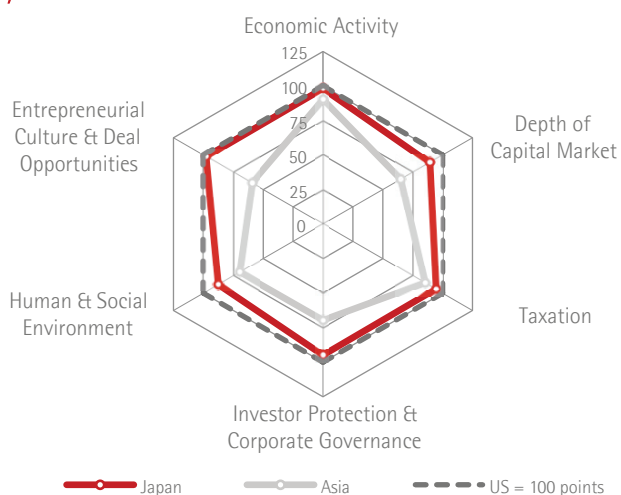 Economic Activity
125
100
75
50
25
0
Entrepreneurial
Culture & Deal
Opportunities
Depth of
Capital Market
Human & Social
Environment
Taxation
Investor Protection &
Corporate Governance
Japan
Asia
US = 100 points